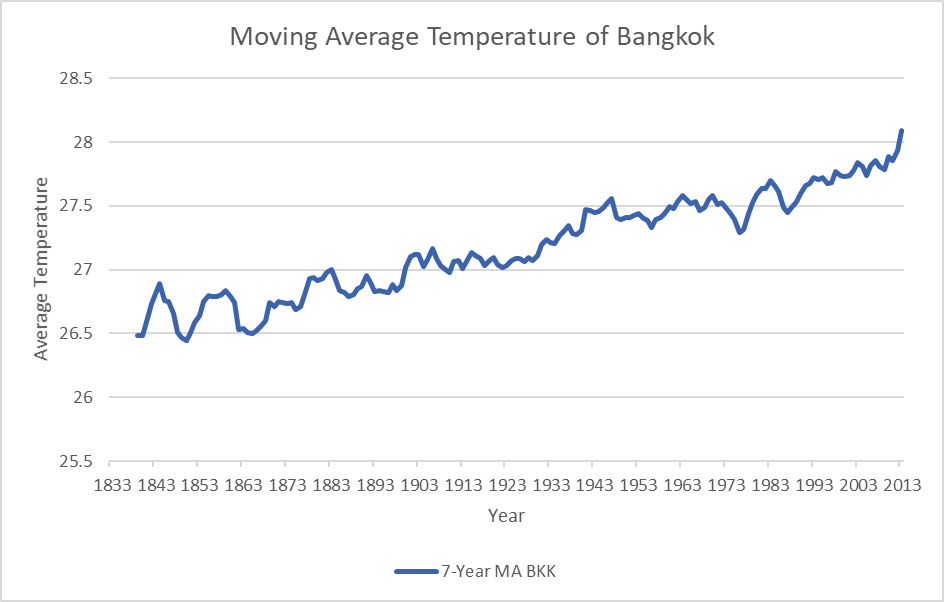 Moving Average Temperature of Bangkok
28.5
28
27.5
27
26.5
26
25.5
Average Temperature
1833 1843 1853 1863 1873 1883 1893 1903 1913 1923 1933 1943 1953 1963 1973 1983 1993 2003 2013
Year
7-Year MA BKK